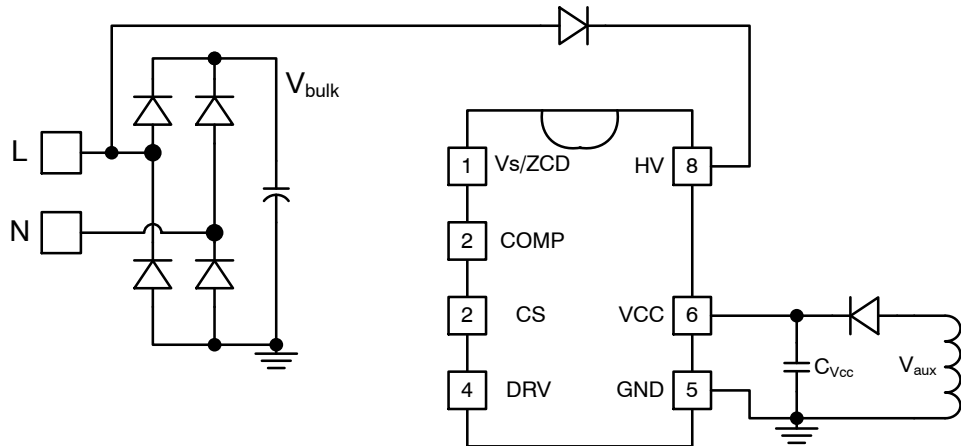 V_bulk
L
N
1 Vs/ZCD HV 8
2 COMP
2 CS VCC 6
C_Vcc
V_aux
4 DRV GND 5